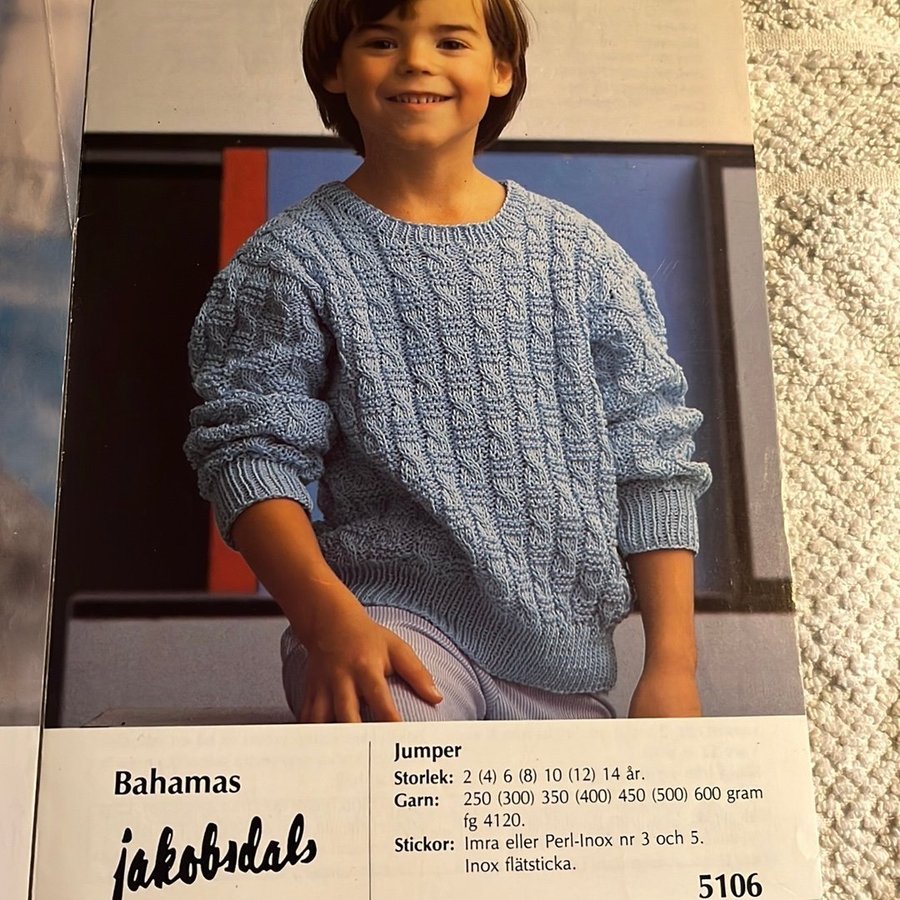 Bahamas
jakobsdals
Jumper
Storlek: 2 (4) 6 (8) 10 (12) 14 år.
Garn: 250 (300) 350 (400) 450 (500) 600 gram
fg 4120.
Stickor: Imra eller Perl-Inox nr 3 och 5.
Inox flätsticka.
5106